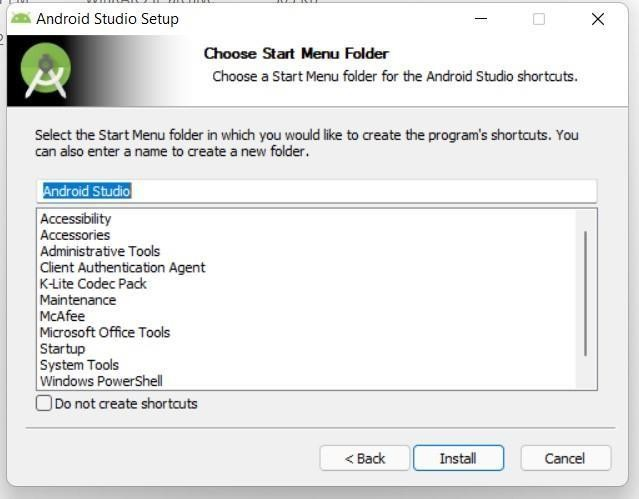 Android Studio Setup
Choose Start Menu Folder
Choose a Start Menu folder for the Android Studio shortcuts.
Select the Start Menu folder in which you would like to create the program's shortcuts. You
can also enter a name to create a new folder.
Android Studio
Accessibility
Accessories
Administrative Tools
Client Authentication Agent
K-Lite Codec Pack
Maintenance
McAfee
Microsoft Office Tools
Startup
System Tools
Windows PowerShell
Do not create shortcuts
< Back
Install
Cancel